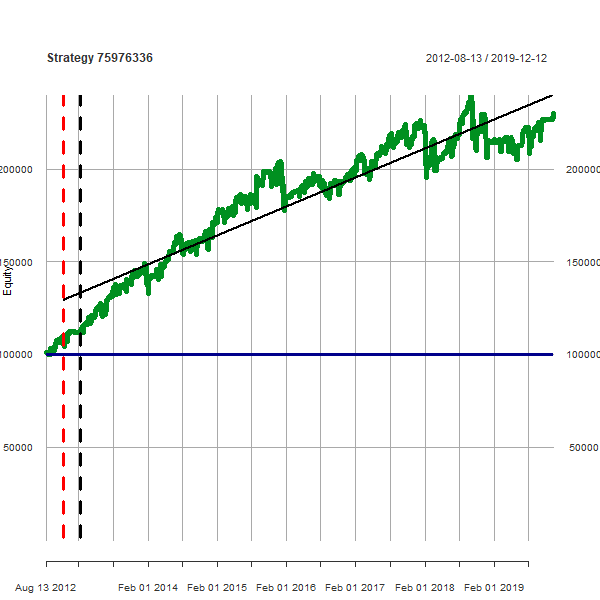 Strategy 75976336 2012-08-13 / 2019-12-12
200000 200000
150000 150000
Equity
100000 100000
50000 50000
Aug 13 2012 Feb 01 2014 Feb 01 2015 Feb 01 2016 Feb 01 2017 Feb 01 2018 Feb 01 2019